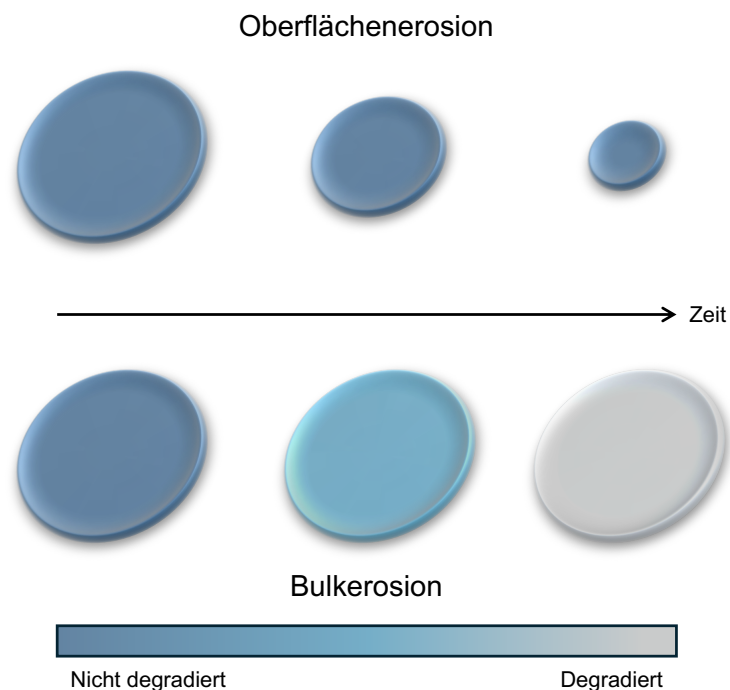 Oberflächenerosion
Zeit
Bulkerosion
Nicht degradiert
Degradiert